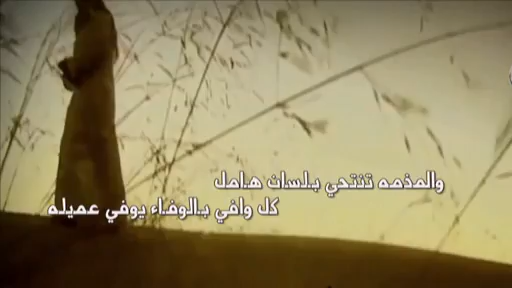 والمذمه تنتحي بلسان هامل
كل وافي بالوفاء يوفي عميله